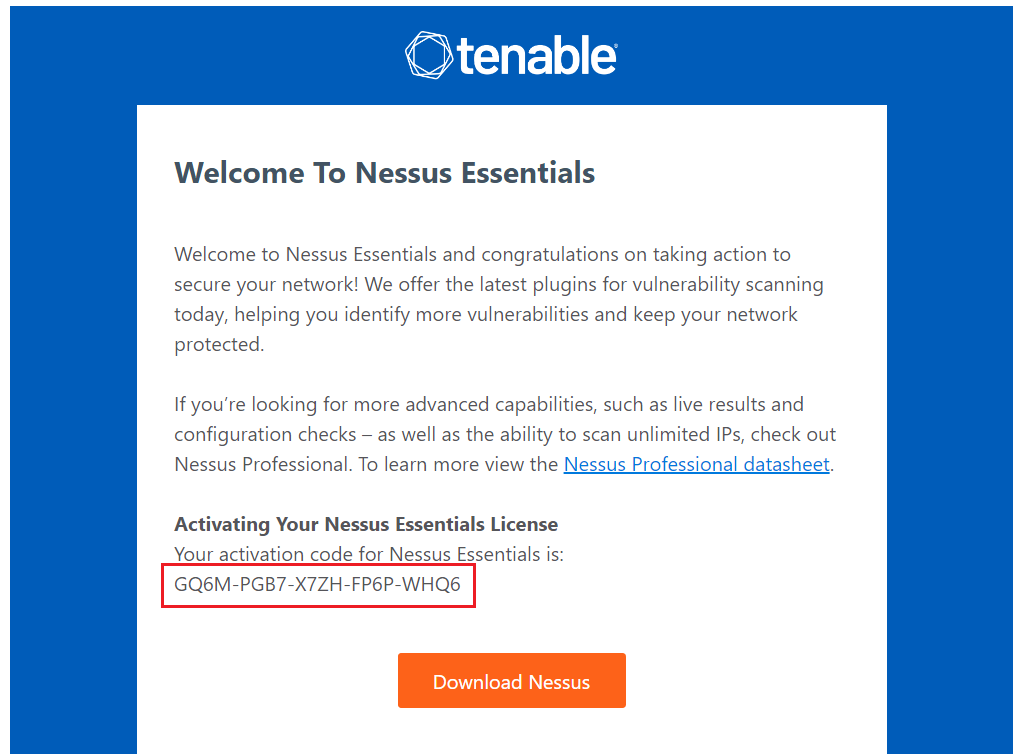 tenable
Welcome To Nessus Essentials
Welcome to Nessus Essentials and congratulations on taking action to
secure your network! We offer the latest plugins for vulnerability scanning
today, helping you identify more vulnerabilities and keep your network
protected.
If you’re looking for more advanced capabilities, such as live results and
configuration checks – as well as the ability to scan unlimited IPs, check out
Nessus Professional. To learn more view the Nessus Professional datasheet.
Activating Your Nessus Essentials License
Your activation code for Nessus Essentials is:
GQ6M-PGB7-X7ZH-FP6P-WHQ6
Download Nessus